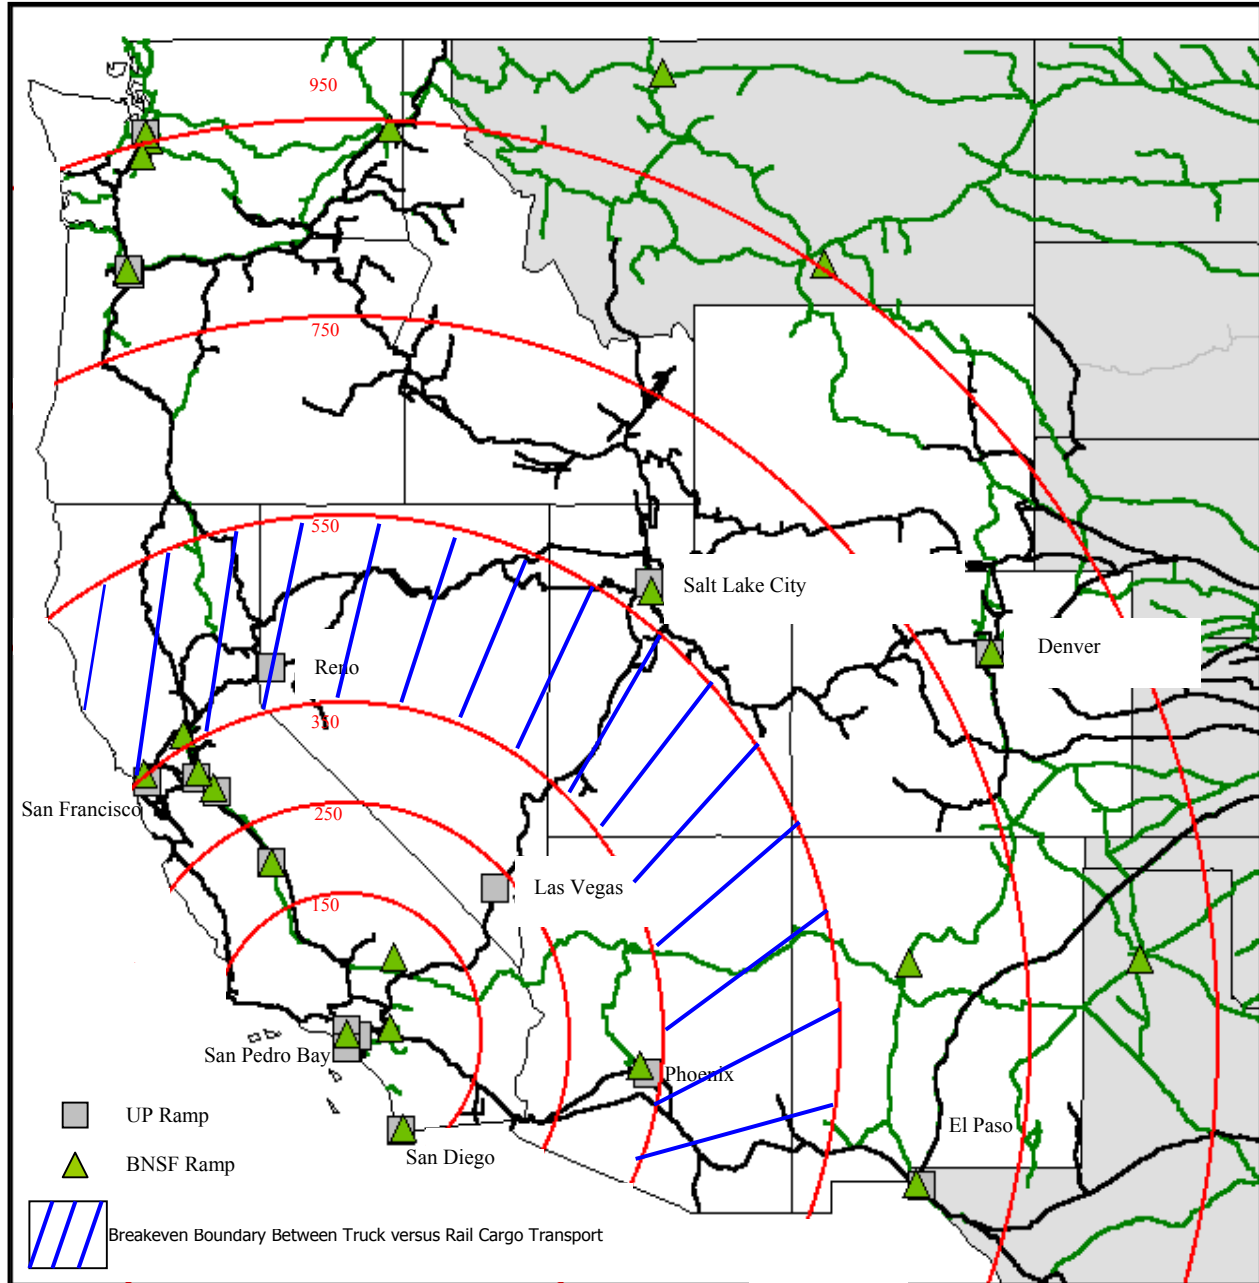 950
750
550
Salt Lake City
Denver
Reno
350
San Francisco
250
Las Vegas
150
San Pedro Bay
Phoenix
UP Ramp
El Paso
San Diego
BNSF Ramp
Breakeven Boundary Between Truck versus Rail Cargo Transport